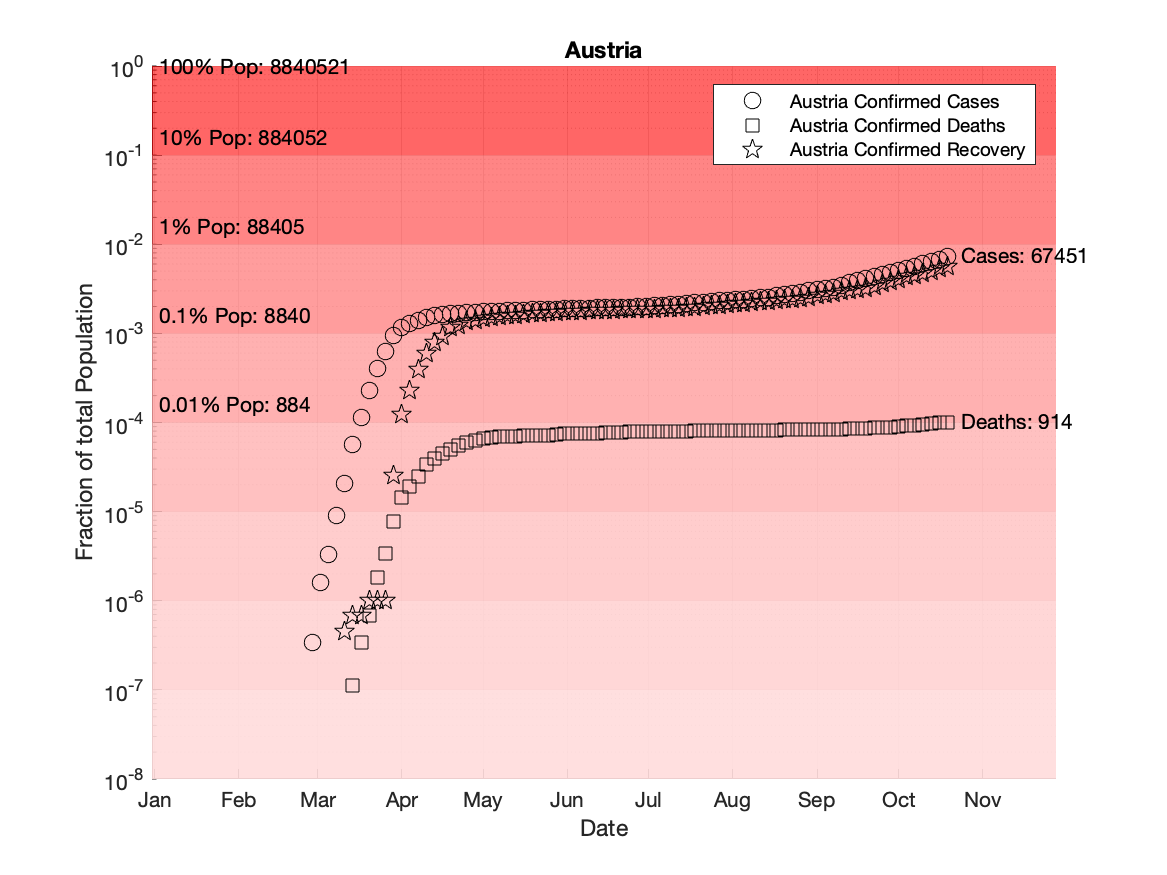 Austria
10^0
100% Pop: 8840521
Austria Confirmed Cases
Austria Confirmed Deaths
Austria Confirmed Recovery
10% Pop: 884052
10^-1
1% Pop: 88405
10^-2
Cases: 67451
0.1% Pop: 8840
10^-3
0.01% Pop: 884
10^-4
Deaths: 914
10^-5
10^-6
10^-7
10^-8
Fraction of total Population
Jan Feb Mar Apr May Jun Jul Aug Sep Oct Nov
Date